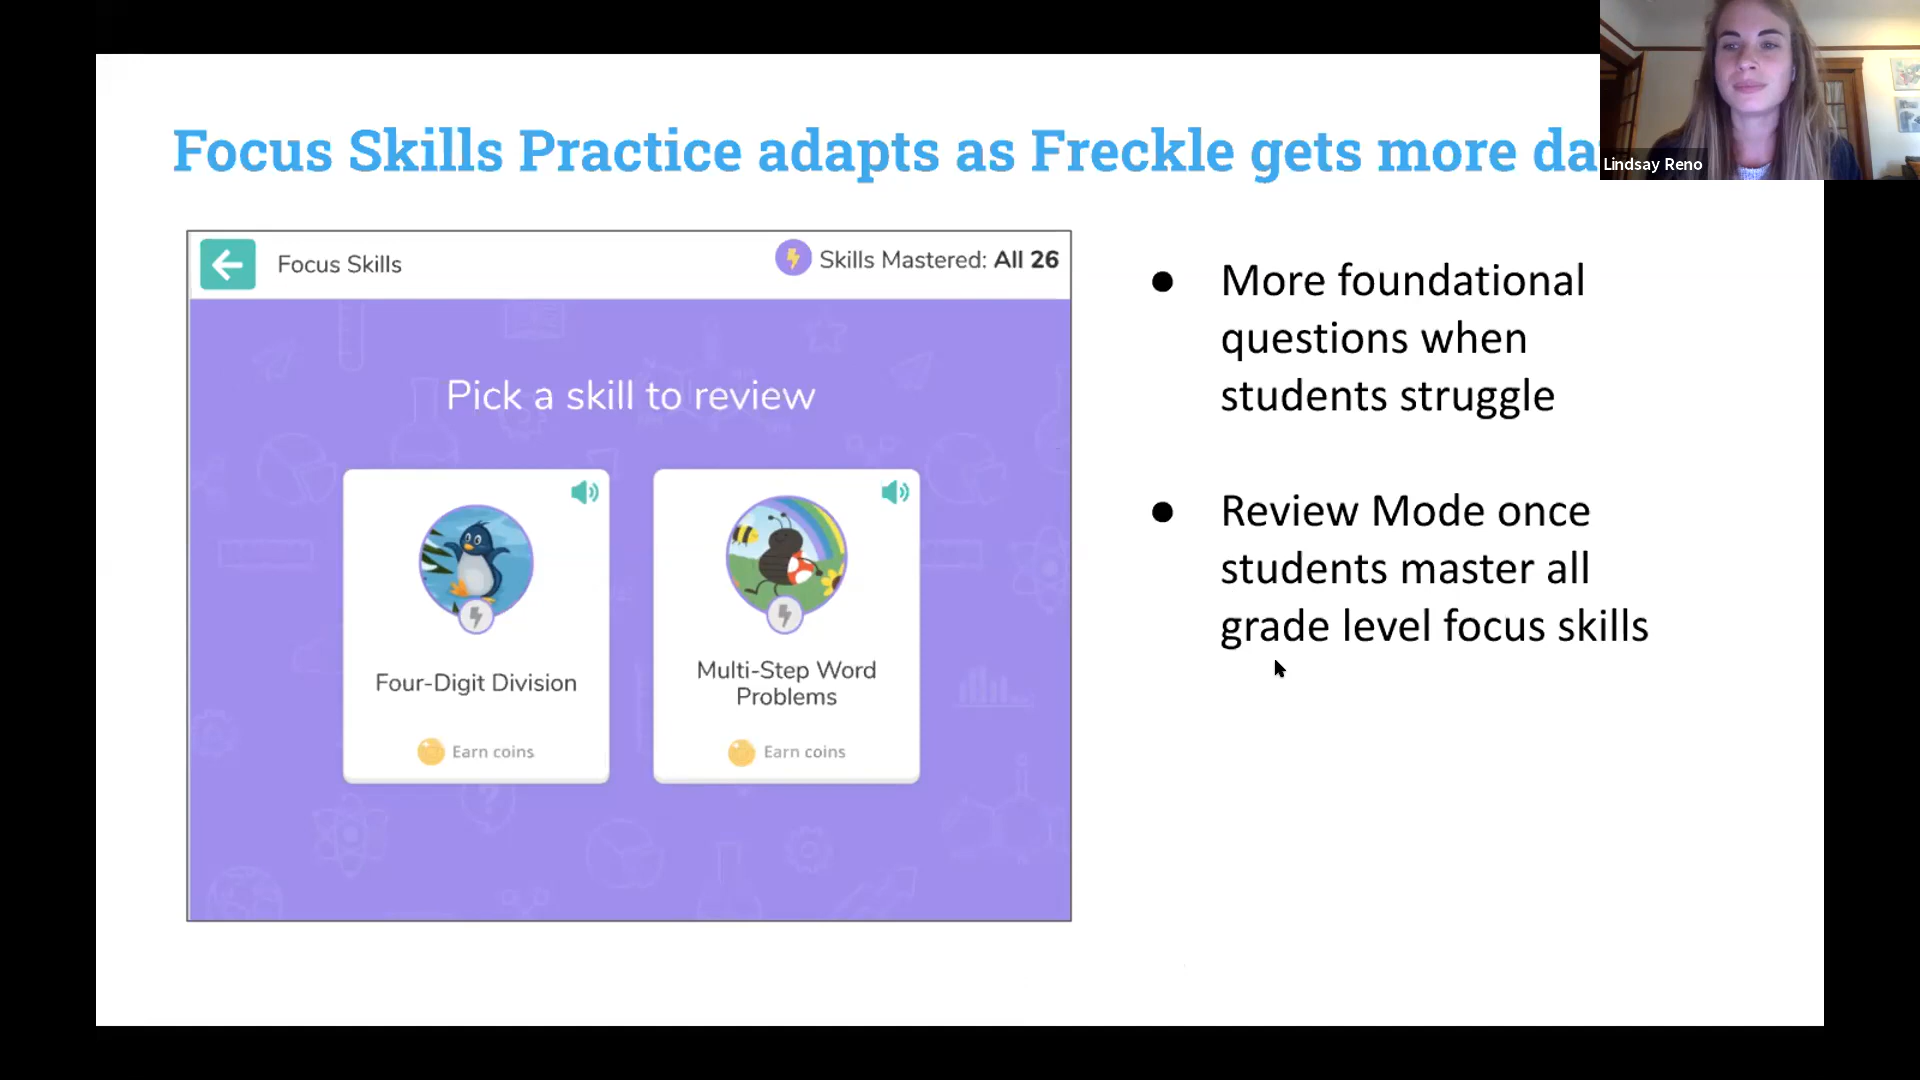 Focus Skills Practice adapts as Freckle gets more
Lindsay Reno
Focus Skills
Skills Mastered: All 26
Pick a skill to review
Four-Digit Division
Earn coins
Multi-Step Word
Problems
Earn coins
● More foundational
questions when
students struggle
● Review Mode once
students master all
grade level focus skills